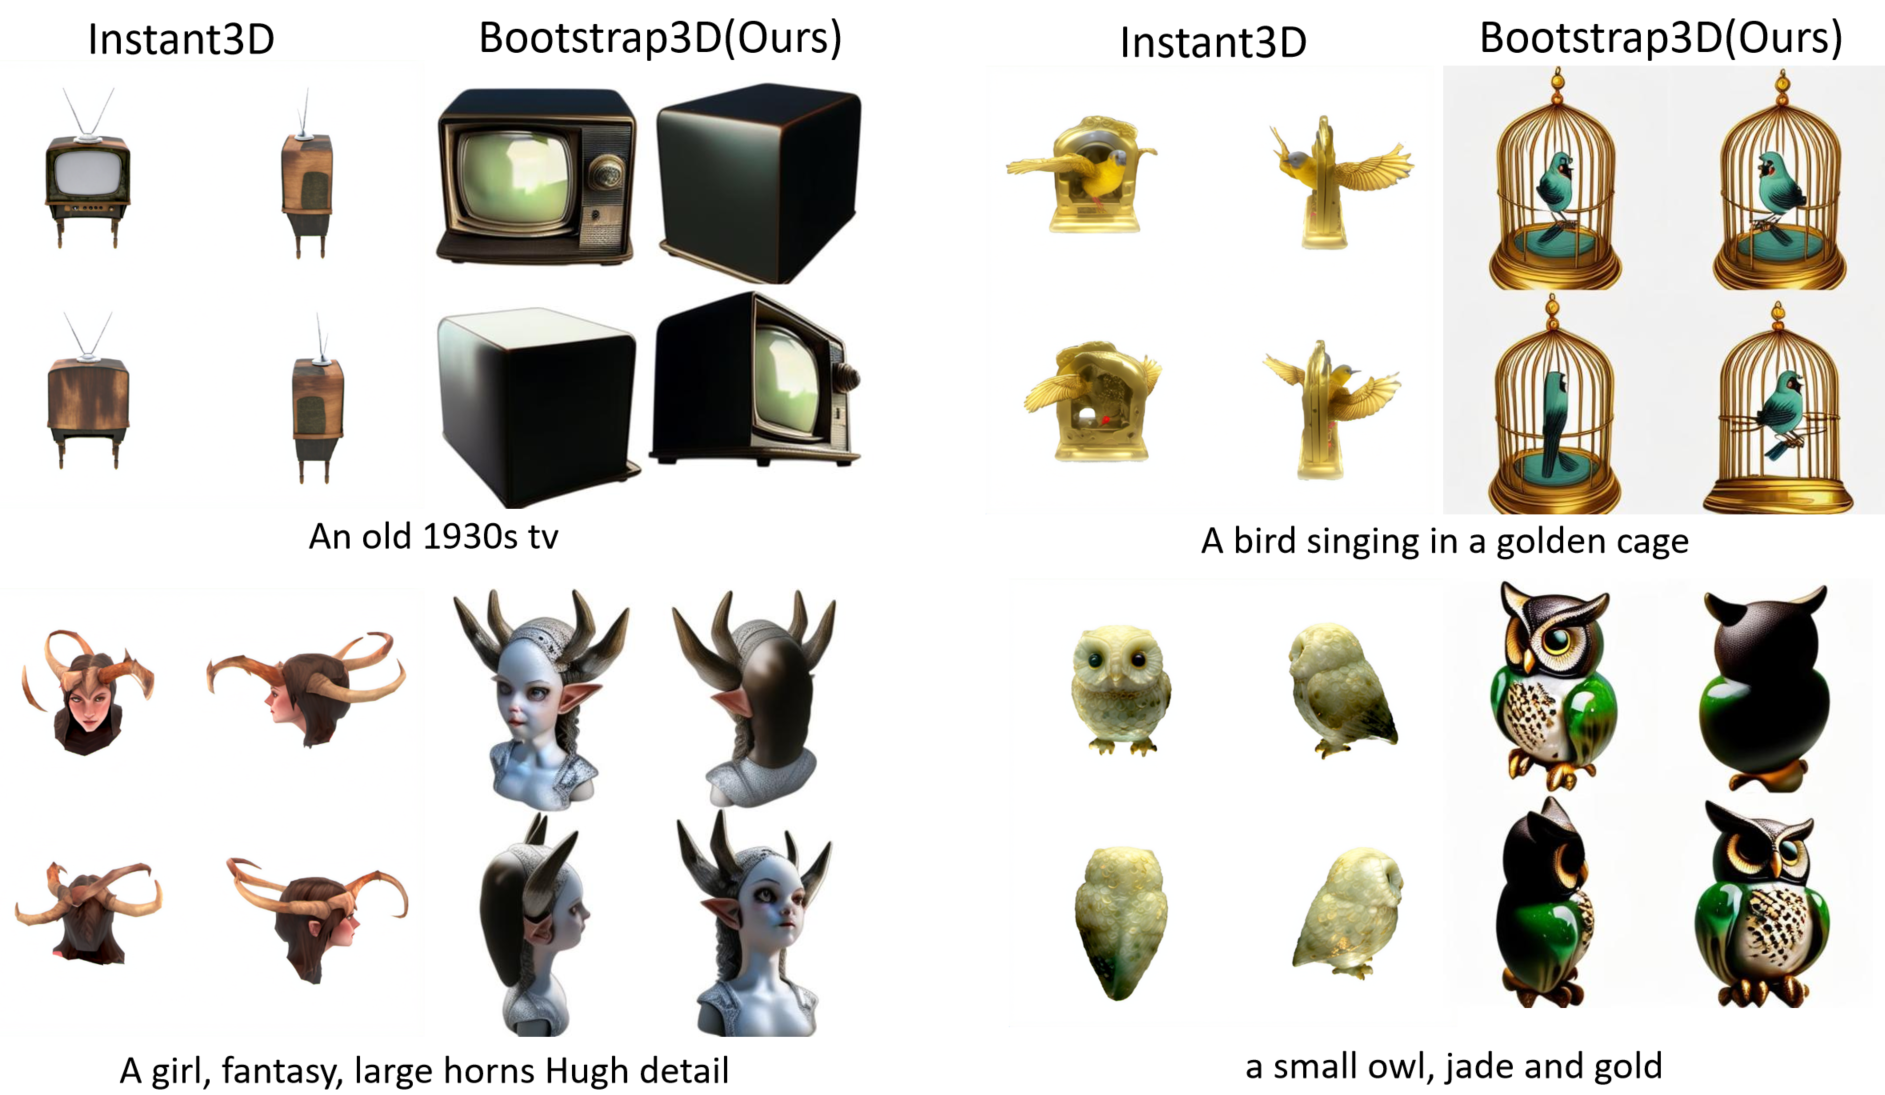 Instant3D
Bootstrap3D(Ours)
Instant3D
Bootstrap3D(Ours)
An old 1930s tv
A bird singing in a golden cage
A girl, fantasy, large horns Hugh detail
a small owl, jade and gold